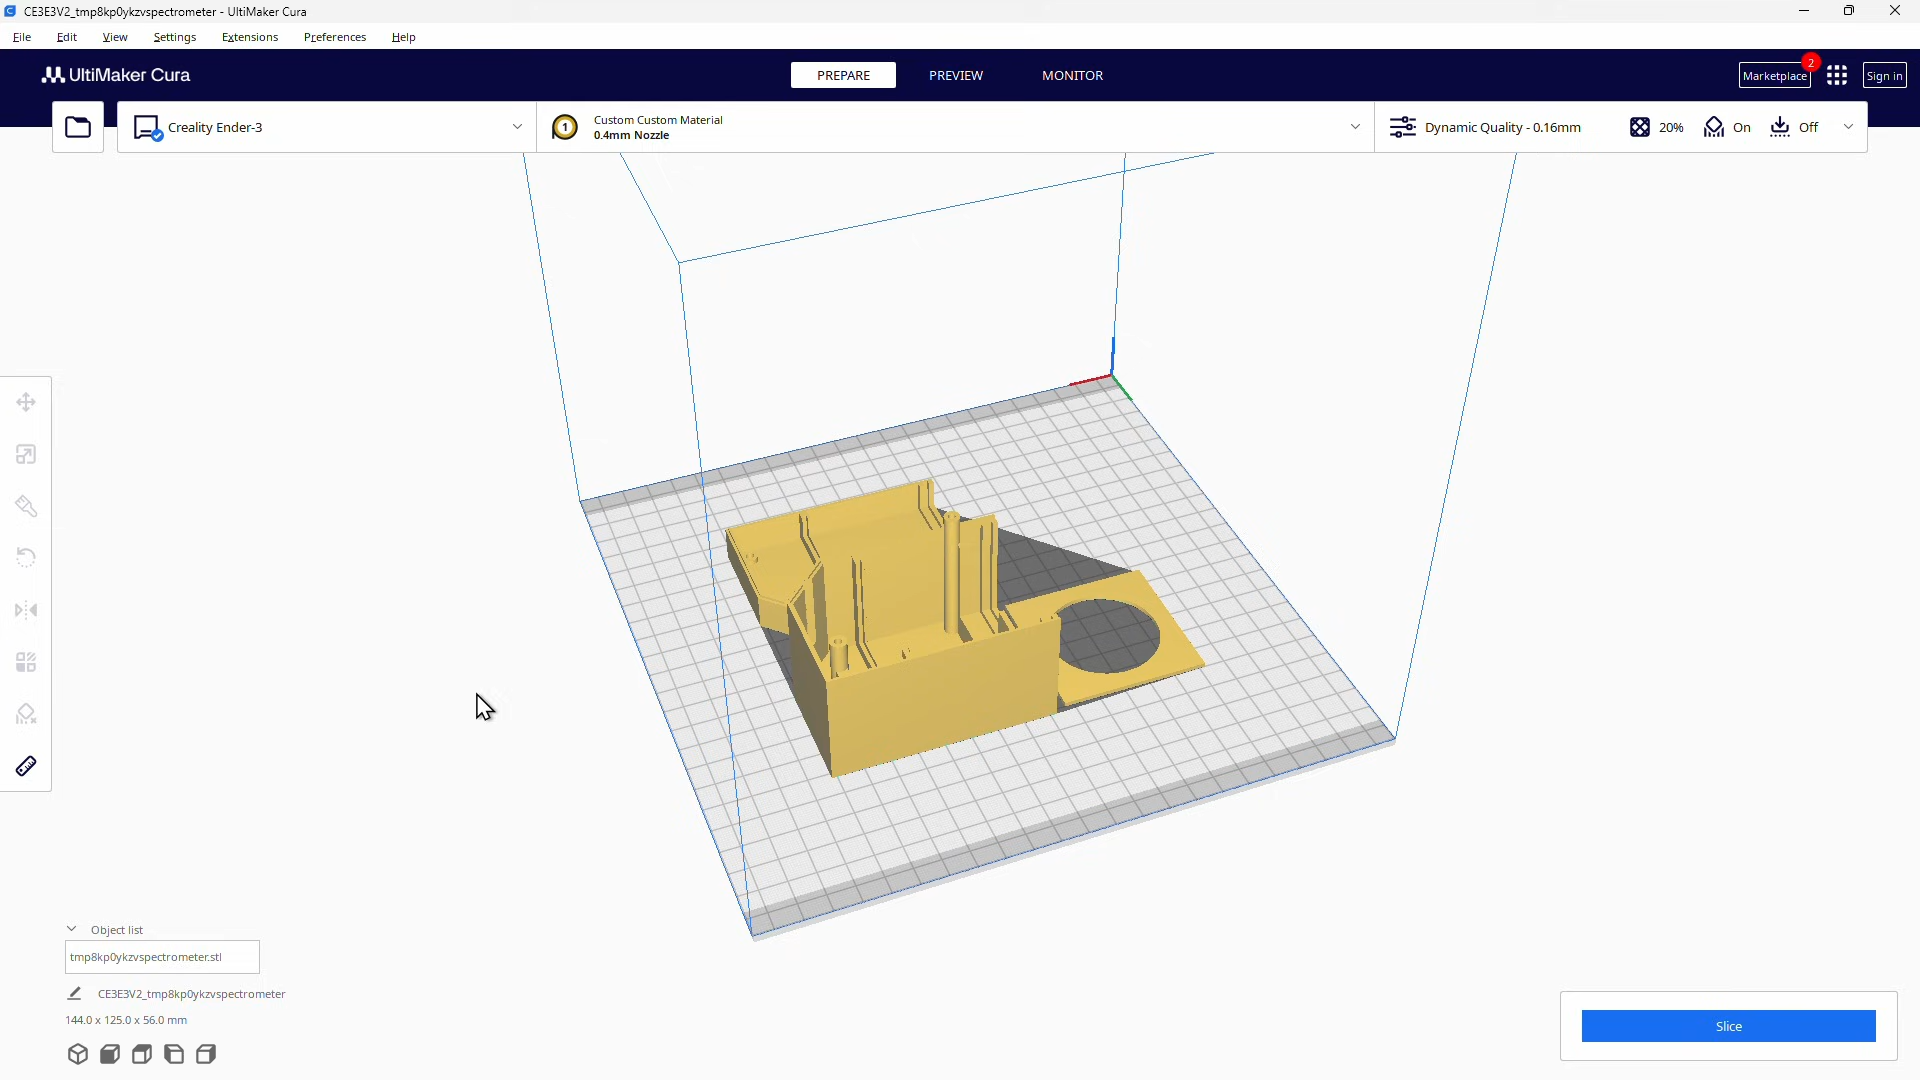 CE3E3V2_tmp8kp0ykzvspectrometer - UltiMaker Cura
File Edit View Settings Extensions Preferences Help
UltiMaker Cura PREPARE PREVIEW MONITOR Marketplace 2 Sign in
Creality Ender-3
1
Custom Custom Material
0.4mm Nozzle
Dynamic Quality - 0.16mm 20% On Off
Object list
tmp8kp0ykzvspectrometer.stl
CE3E3V2_tmp8kp0ykzvspectrometer
144.0 x 125.0 x 56.0 mm
Slice